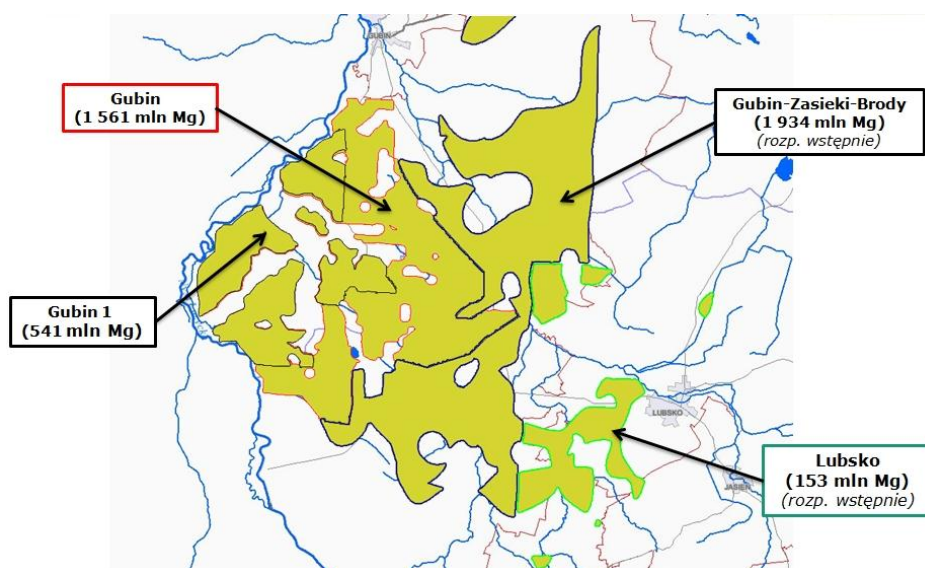 GUBIN
Gubin
(1 561 mln Mg)
Gubin-Zasieki-Brody
(1 934 mln Mg)
(rozp. wstępnie)
Gubin 1
(541 mln Mg)
LUBSKO
Lubsko
(153 mln Mg)
(rozp. wstępnie)
JASIEŃ